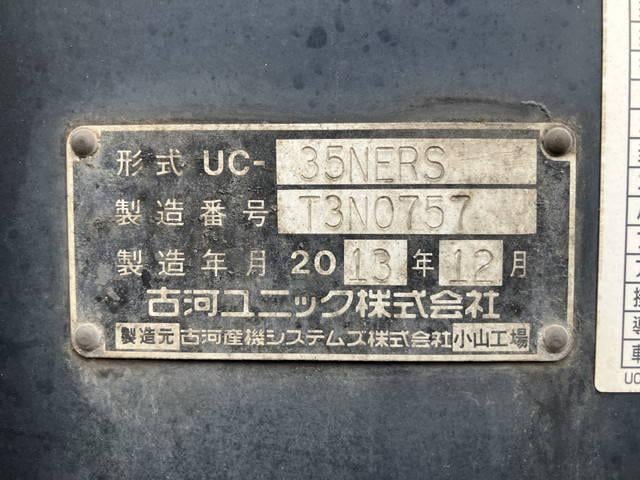 形式 UC-35NERS
製造番号 T3N0757
製造年月 2013年12月
古河ユニック株式会社
製造元 古河産機システムズ株式会社 小山工場
車
UC